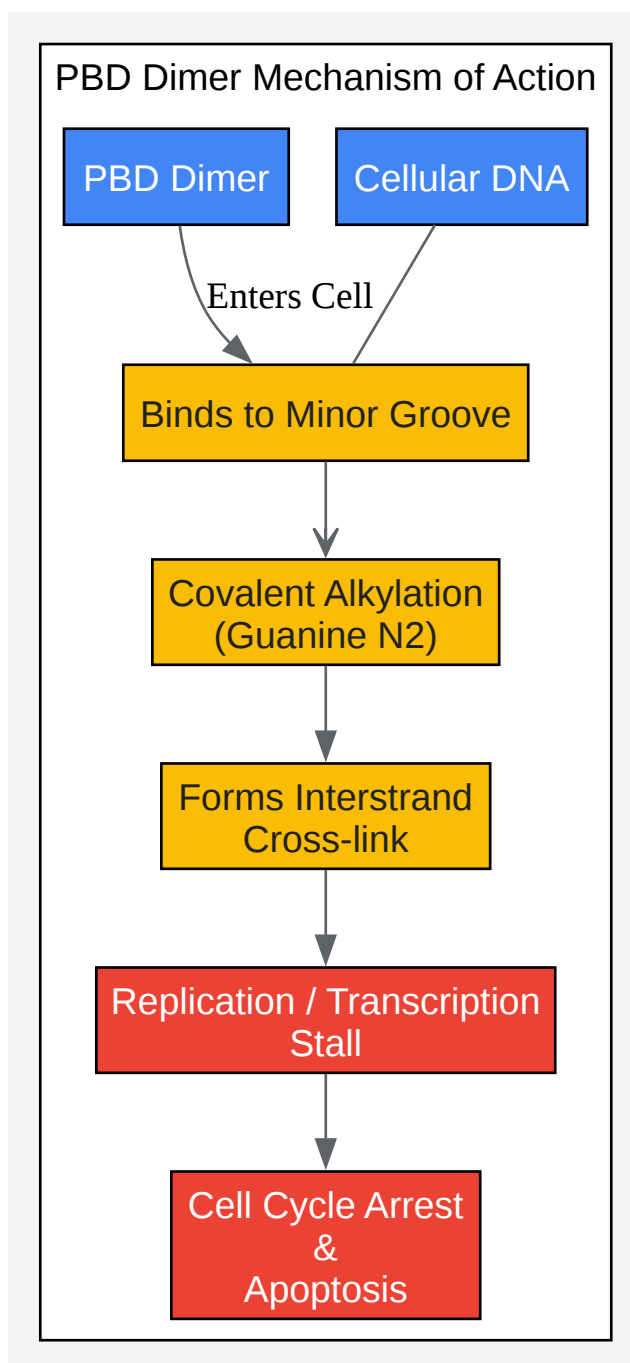 PBD Dimer Mechanism of Action
PBD Dimer
Cellular DNA
Enters Cell
Binds to Minor Groove
Covalent Alkylation
(Guanine N2)
Forms Interstrand
Cross-link
Replication / Transcription
Stall
Cell Cycle Arrest
&
Apoptosis